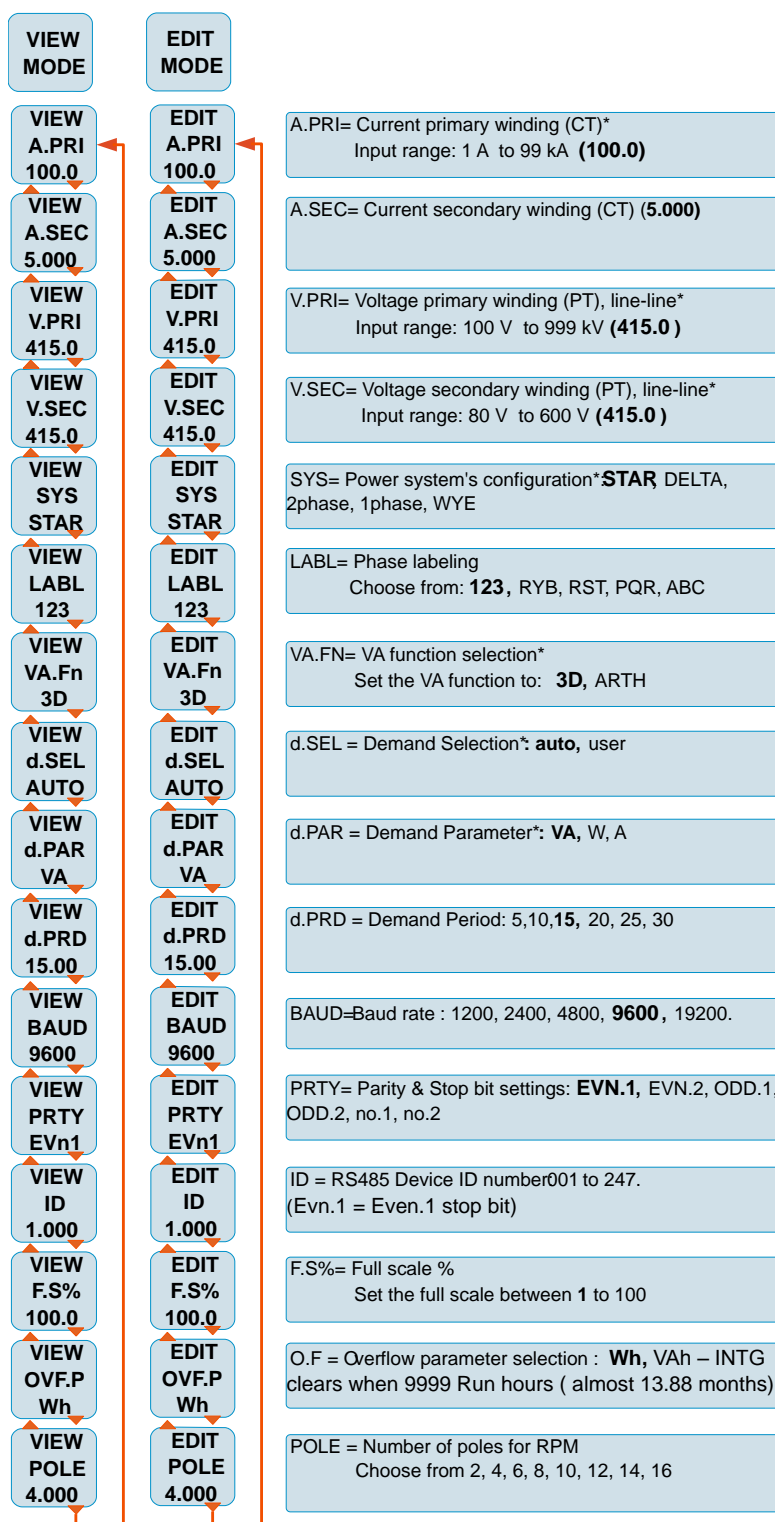 VIEW
MODE
EDIT
MODE
VIEW
A.PRI
100.0
EDIT
A.PRI
100.0
A.PRI= Current primary winding (CT)*
Input range: 1 A to 99 kA (100.0)
VIEW
A.SEC
5.000
EDIT
A.SEC
5.000
A.SEC= Current secondary winding (CT) (5.000)
VIEW
V.PRI
415.0
EDIT
V.PRI
415.0
V.PRI= Voltage primary winding (PT), line-line*
Input range: 100 V to 999 kV (415.0 )
VIEW
V.SEC
415.0
EDIT
V.SEC
415.0
V.SEC= Voltage secondary winding (PT), line-line*
Input range: 80 V to 600 V (415.0 )
VIEW
SYS
STAR
EDIT
SYS
STAR
SYS= Power system's configuration*:STAR, DELTA,
2phase, 1phase, WYE
VIEW
LABL
123
EDIT
LABL
123
LABL= Phase labeling
Choose from: 123, RYB, RST, PQR, ABC
VIEW
VA.Fn
3D
EDIT
VA.Fn
3D
VA.FN= VA function selection*
Set the VA function to: 3D, ARTH
VIEW
d.SEL
AUTO
EDIT
d.SEL
AUTO
d.SEL = Demand Selection*: auto, user
VIEW
d.PAR
VA
EDIT
d.PAR
VA
d.PAR = Demand Parameter*: VA, W, A
VIEW
d.PRD
15.00
EDIT
d.PRD
15.00
d.PRD = Demand Period: 5,10,15, 20, 25, 30
VIEW
BAUD
9600
EDIT
BAUD
9600
BAUD=Baud rate : 1200, 2400, 4800, 9600, 19200.
VIEW
PRTY
EVn1
EDIT
PRTY
EVn1
PRTY= Parity & Stop bit settings: EVN.1, EVN.2, ODD.1,
ODD.2, no.1, no.2
VIEW
ID
1.000
EDIT
ID
1.000
ID = RS485 Device ID number001 to 247.
(Evn.1 = Even.1 stop bit)
VIEW
F.S%
100.0
EDIT
F.S%
100.0
F.S%= Full scale %
Set the full scale between 1 to 100
VIEW
OVF.P
Wh
EDIT
OVF.P
Wh
O.F = Overflow parameter selection : Wh, VAh – INTG
clears when 9999 Run hours ( almost 13.88 months)
VIEW
POLE
4.000
EDIT
POLE
4.000
POLE = Number of poles for RPM
Choose from 2, 4, 6, 8, 10, 12, 14, 16